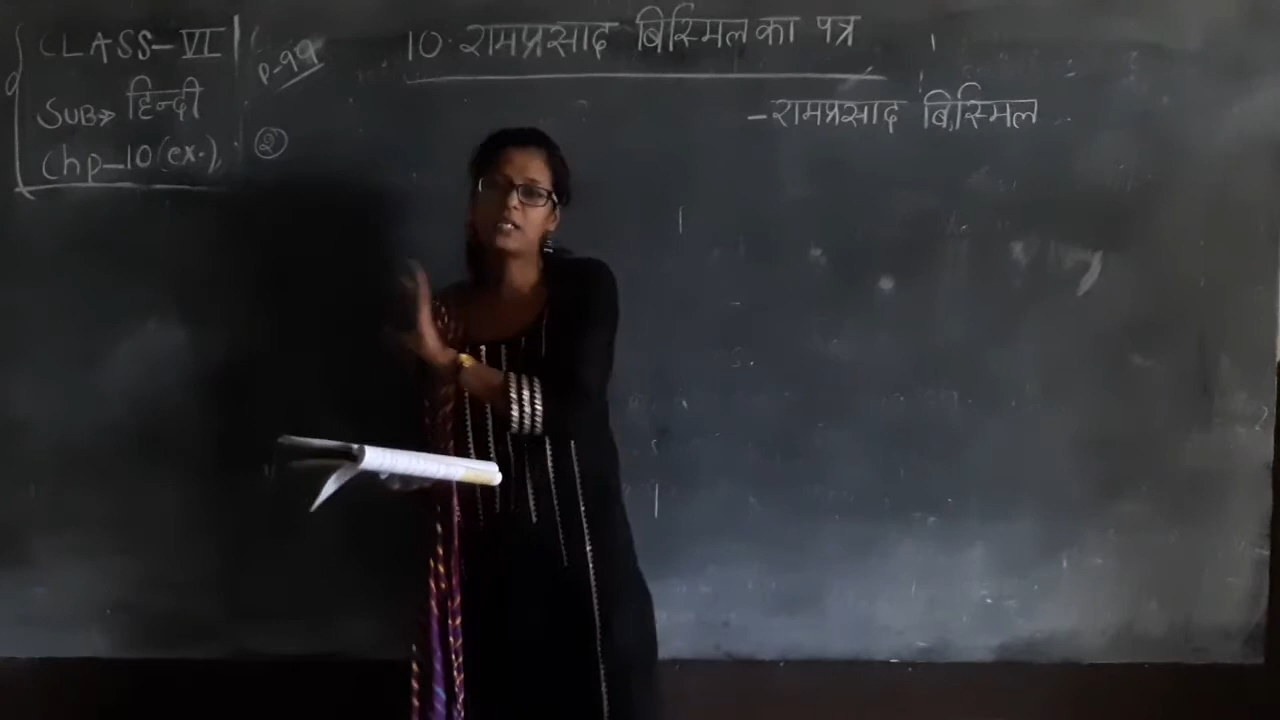 CLASS-VI
SUB→ हिन्दी
Chp-10(ex.).
②
P-99
10. रामप्रसाद बिस्मिल का पत्र
-रामप्रसाद बिस्मिल